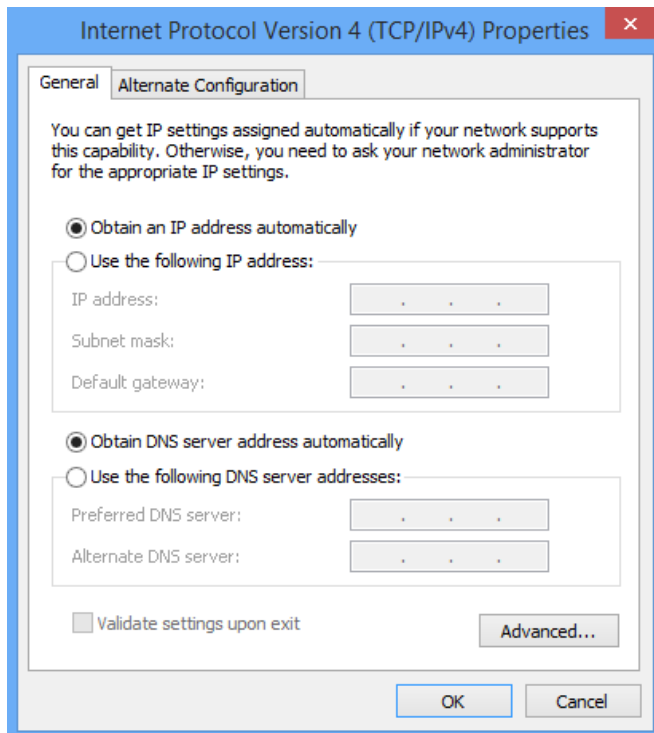 Internet Protocol Version 4 (TCP/IPv4) Properties
General
Alternate Configuration
You can get IP settings assigned automatically if your network supports
this capability. Otherwise, you need to ask your network administrator
for the appropriate IP settings.
Obtain an IP address automatically
Use the following IP address:
IP address:
Subnet mask:
Default gateway:
Obtain DNS server address automatically
Use the following DNS server addresses:
Preferred DNS server:
Alternate DNS server:
Validate settings upon exit
Advanced...
OK
Cancel